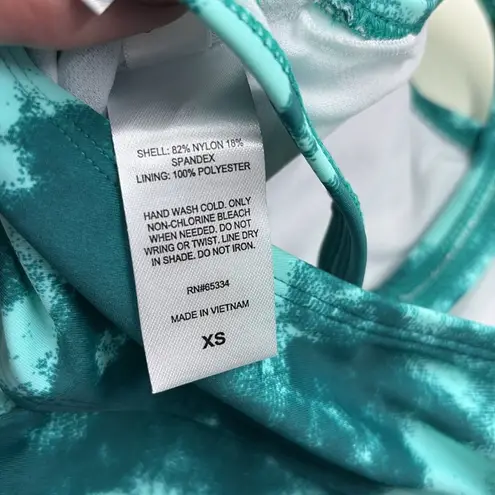 SHELL: 82% NYLON 18%
SPANDEX
LINING: 100% POLYESTER
HAND WASH COLD. ONLY
NON-CHLORINE BLEACH
WHEN NEEDED. DO NOT
WRING OR TWIST. LINE DRY
IN SHADE. DO NOT IRON.
RN#65334
MADE IN VIETNAM
XS